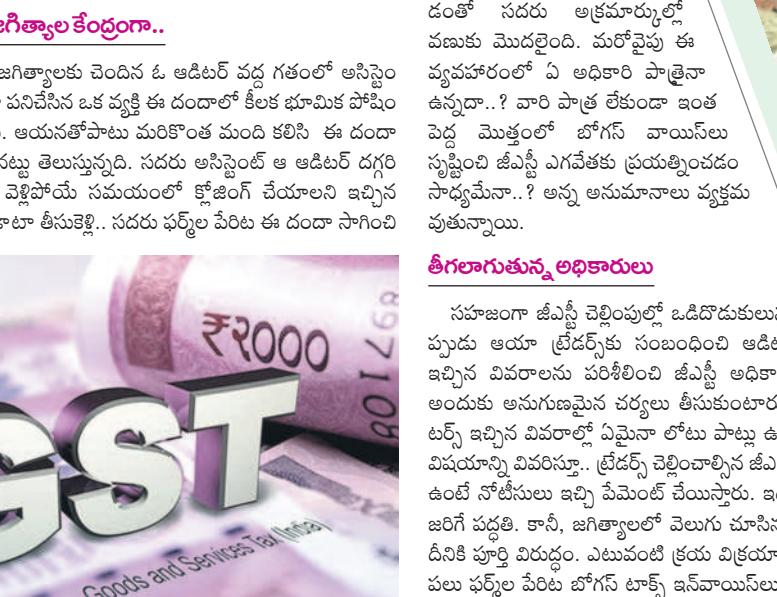 జగిత్యాల కేంద్రంగా..
జగిత్యాలకు చెందిన ఓ ఆడిటర్ వద్ద గతంలో అసిస్టెం
పనిచేసిన ఒక వ్యక్తి ఈ దందాలో కీలక భూమిక పోషిం
ఆయనతోపాటు మరికొంత మంది కలిసి ఈ దందా
నట్టు తెలుస్తున్నది. సదరు అసిస్టెంట్ ఆ ఆడిటర్ దగ్గరి
వెళ్లిపోయే సమయంలో క్లోజింగ్ చేయాలని ఇచ్చిన
డాటా తీసుకెళ్లి.. సదరు ఫర్మ్‌ల పేరిట ఈ దందా సాగించి
₹2000
GST
Goods and Services Tax (India)
డంతో సదరు అక్రమార్కుల్లో
వణుకు మొదలైంది. మరోవైపు ఈ
వ్యవహారంలో ఏ అధికారి పాత్రైనా
ఉన్నదా..? వారి పాత్ర లేకుండా ఇంత
పెద్ద మొత్తంలో బోగస్ వాయిస్‌లు
సృష్టించి జీఎస్టీ ఎగవేతకు ప్రయత్నించడం
సాధ్యమేనా..? అన్న అనుమానాలు వ్యక్తమ
వుతున్నాయి.
తీగలాగుతున్న అధికారులు
సహజంగా జీఎస్టీ చెల్లింపుల్లో ఒడిదొడుకులు
ప్పుడు ఆయా ట్రేడర్స్‌కు సంబంధించి ఆడిట
ఇచ్చిన వివరాలను పరిశీలించి జీఎస్టీ అధికా
అందుకు అనుగుణమైన చర్యలు తీసుకుంటార
టర్స్ ఇచ్చిన వివరాల్లో ఏమైనా లోటు పాట్లు ఉ
విషయాన్ని వివరిస్తూ.. ట్రేడర్స్ చెల్లించాల్సిన జీఎ
ఉంటే నోటీసులు ఇచ్చి పేమెంట్ చేయిస్తారు. ఇ
జరిగే పద్ధతి. కానీ, జగిత్యాలలో వెలుగు చూసిన
దీనికి పూర్తి విరుద్ధం. ఎటువంటి క్రయ విక్రయా
పలు ఫర్మ్‌ల పేరిట బోగస్ టాక్స్ ఇన్‌వాయిస్‌లు